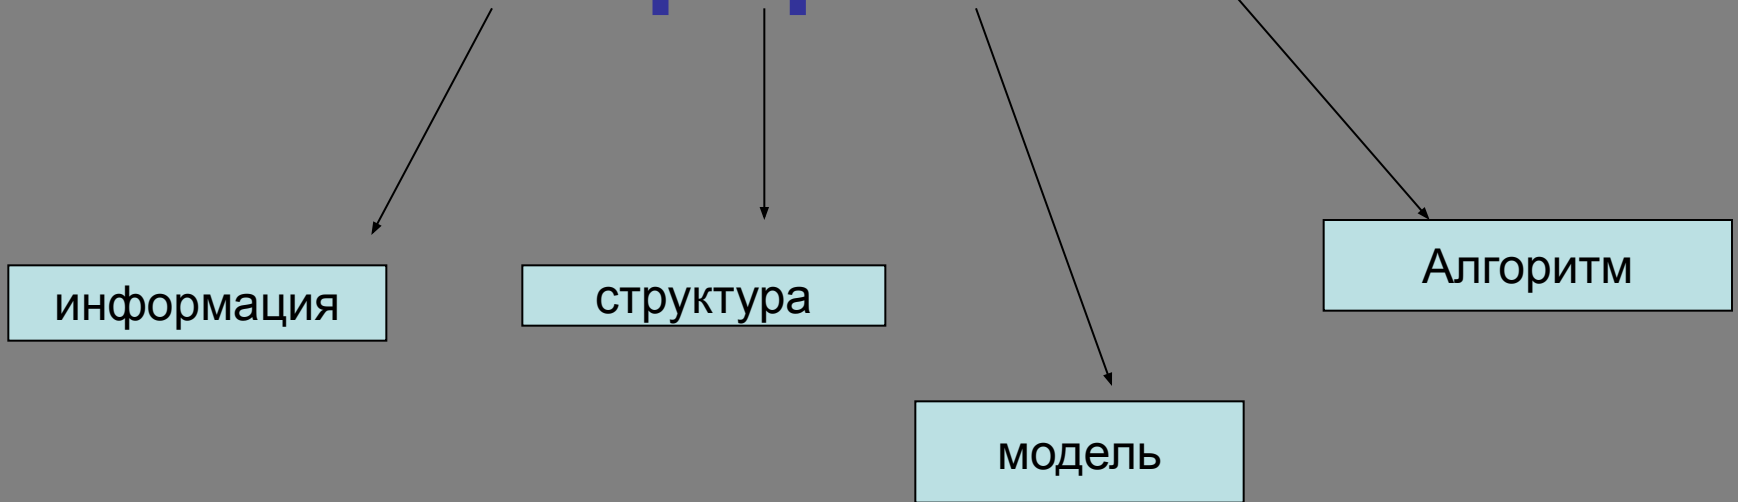 информация
структура
Алгоритм
модель